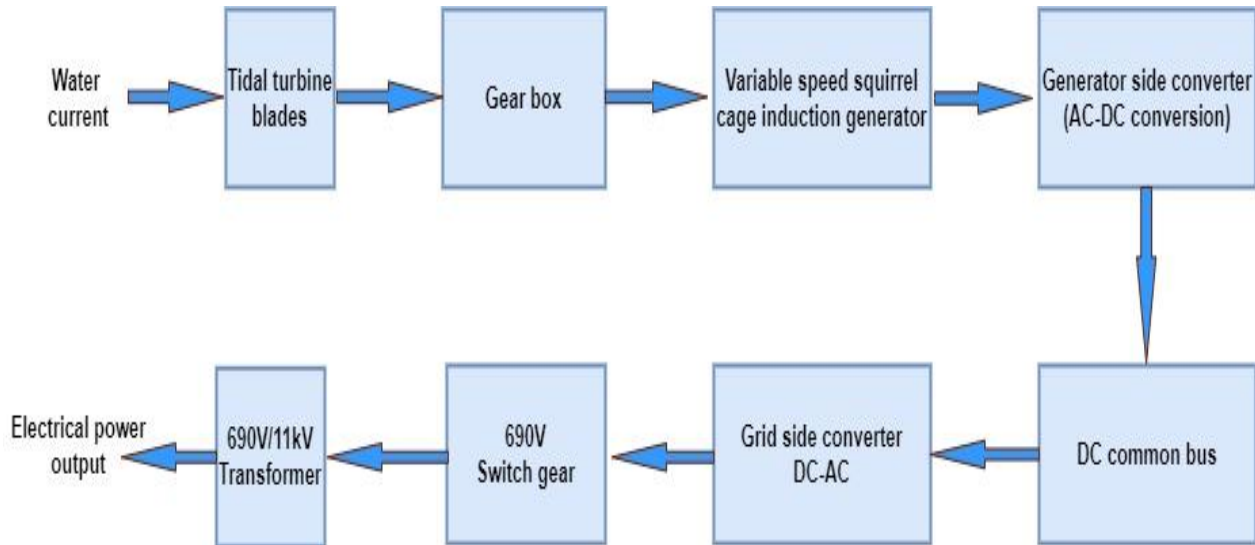 Water
current
Tidal turbine
blades
Gear box
Variable speed squirrel
cage induction generator
Generator side converter
(AC-DC conversion)
Electrical power
output
690V/11kV
Transformer
690V
Switch gear
Grid side converter
DC-AC
DC common bus